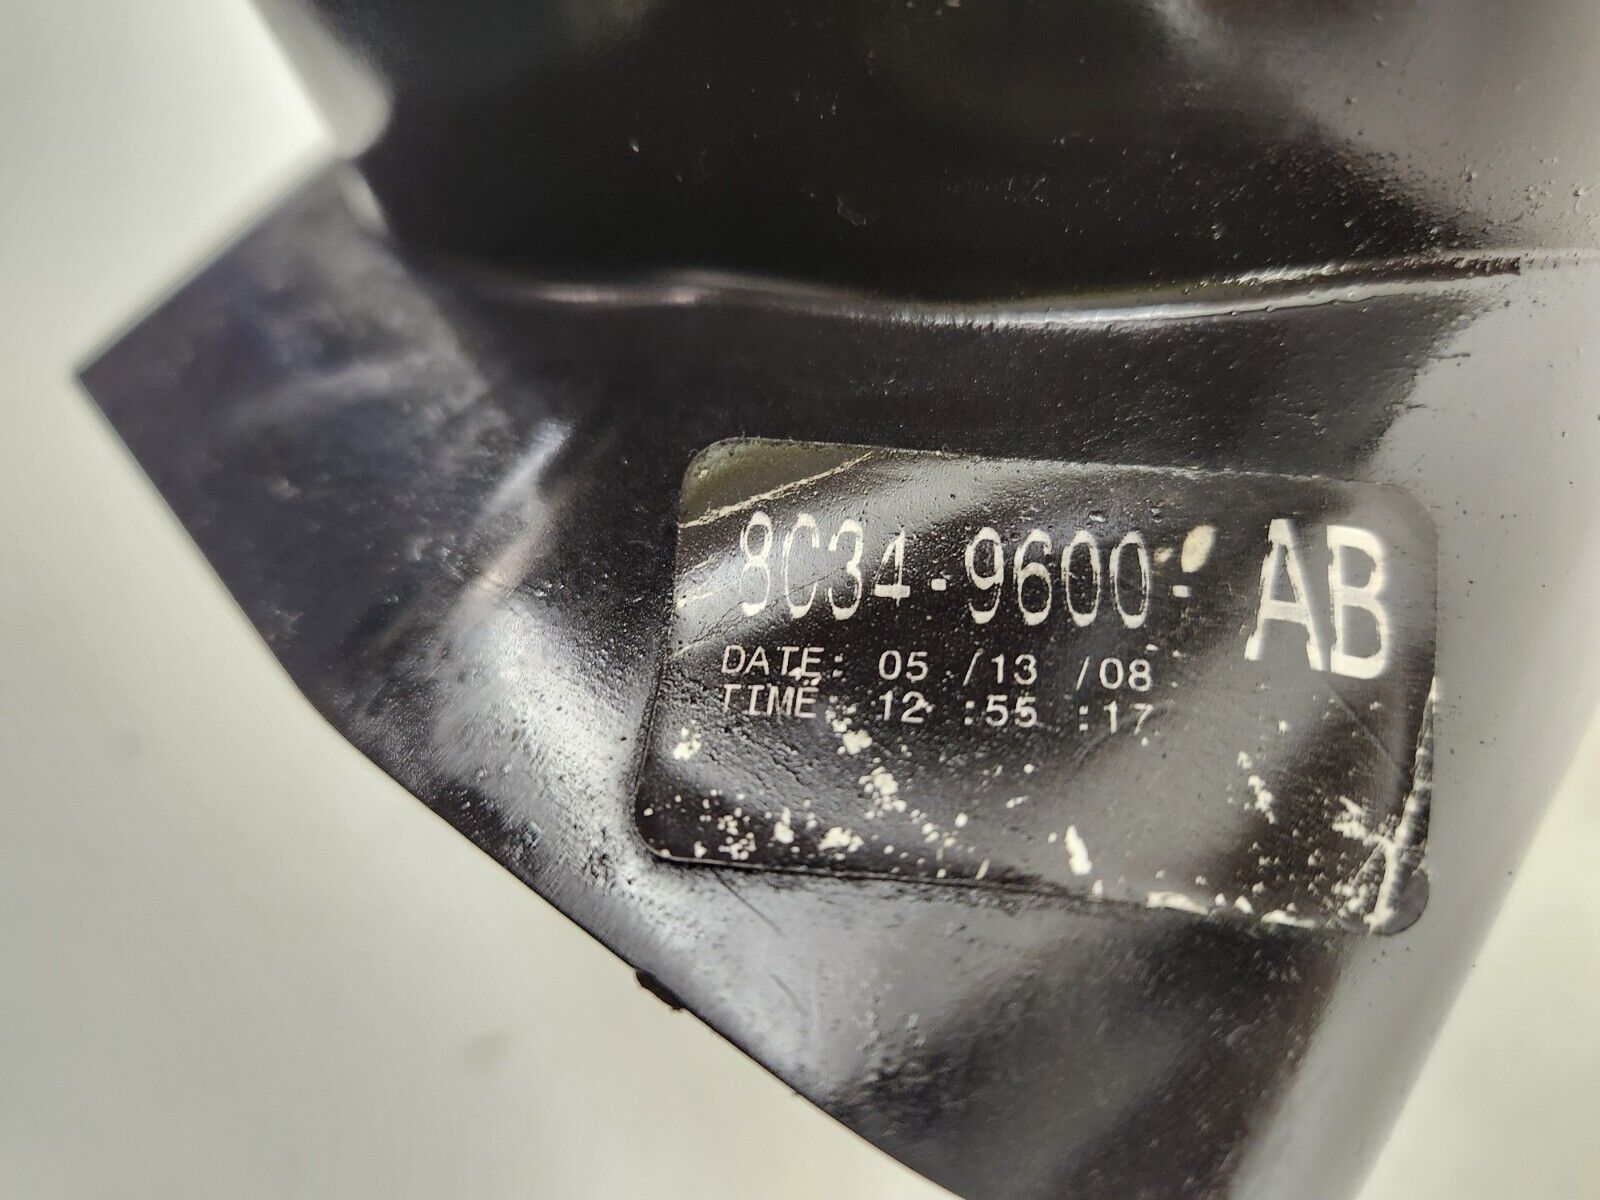 8C34-9600- AB
DATE: 05 /13 /08
TIME: 12 :55 :17